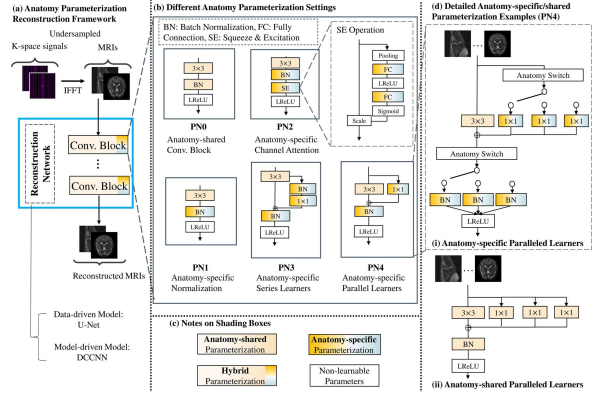 (a) Anatomy Parameterization
Reconstruction Framework
Undersampled
K-space signals
MRIs
IFFT
Reconstruction
Network
Conv. Block
Conv. Block
Reconstructed MRIs
Data-driven Model:
U-Net
Model-driven Model:
DCCNN
(b) Different Anatomy Parameterization Settings
BN: Batch Normalization, FC: Fully
Connection, SE: Squeeze & Excitation
3×3
BN
LReLU
PN0
Anatomy-shared
Conv. Block
3×3
BN
SE
LReLU
PN2
Anatomy-specific
Channel Attention
SE Operation
Pooling
FC
LReLU
FC
Sigmoid
Scale
3×3
BN
LReLU
PN1
Anatomy-specific
Normalization
3×3
BN
1×1
BN
LReLU
PN3
Anatomy-specific
Series Learners
3×3
1×1
BN
LReLU
PN4
Anatomy-specific
Parallel Learners
(c) Notes on Shading Boxes
Anatomy-shared
Parameterization
Anatomy-specific
Parameterization
Hybrid
Parameterization
Non-learnable
Parameters
(d) Detailed Anatomy-specific/shared
Parameterization Examples (PN4)
Anatomy Switch
3×3
1×1
1×1
1×1
Anatomy Switch
BN
BN
BN
LReLU
(i) Anatomy-specific Paralleled Learners
3×3
1×1
1×1
1×1
BN
LReLU
(ii) Anatomy-shared Paralleled Learners